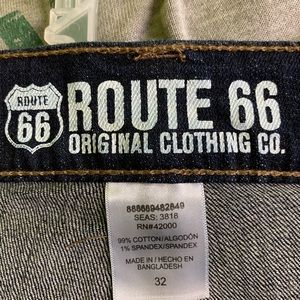 ROUTE
66
ROUTE 66
ORIGINAL CLOTHING CO.
888669482849
SEAS: 3818
RN#42000
99% COTTON/ALGODÓN
1% SPANDEX/SPANDEX
MADE IN / HECHO EN
BANGLADESH
32